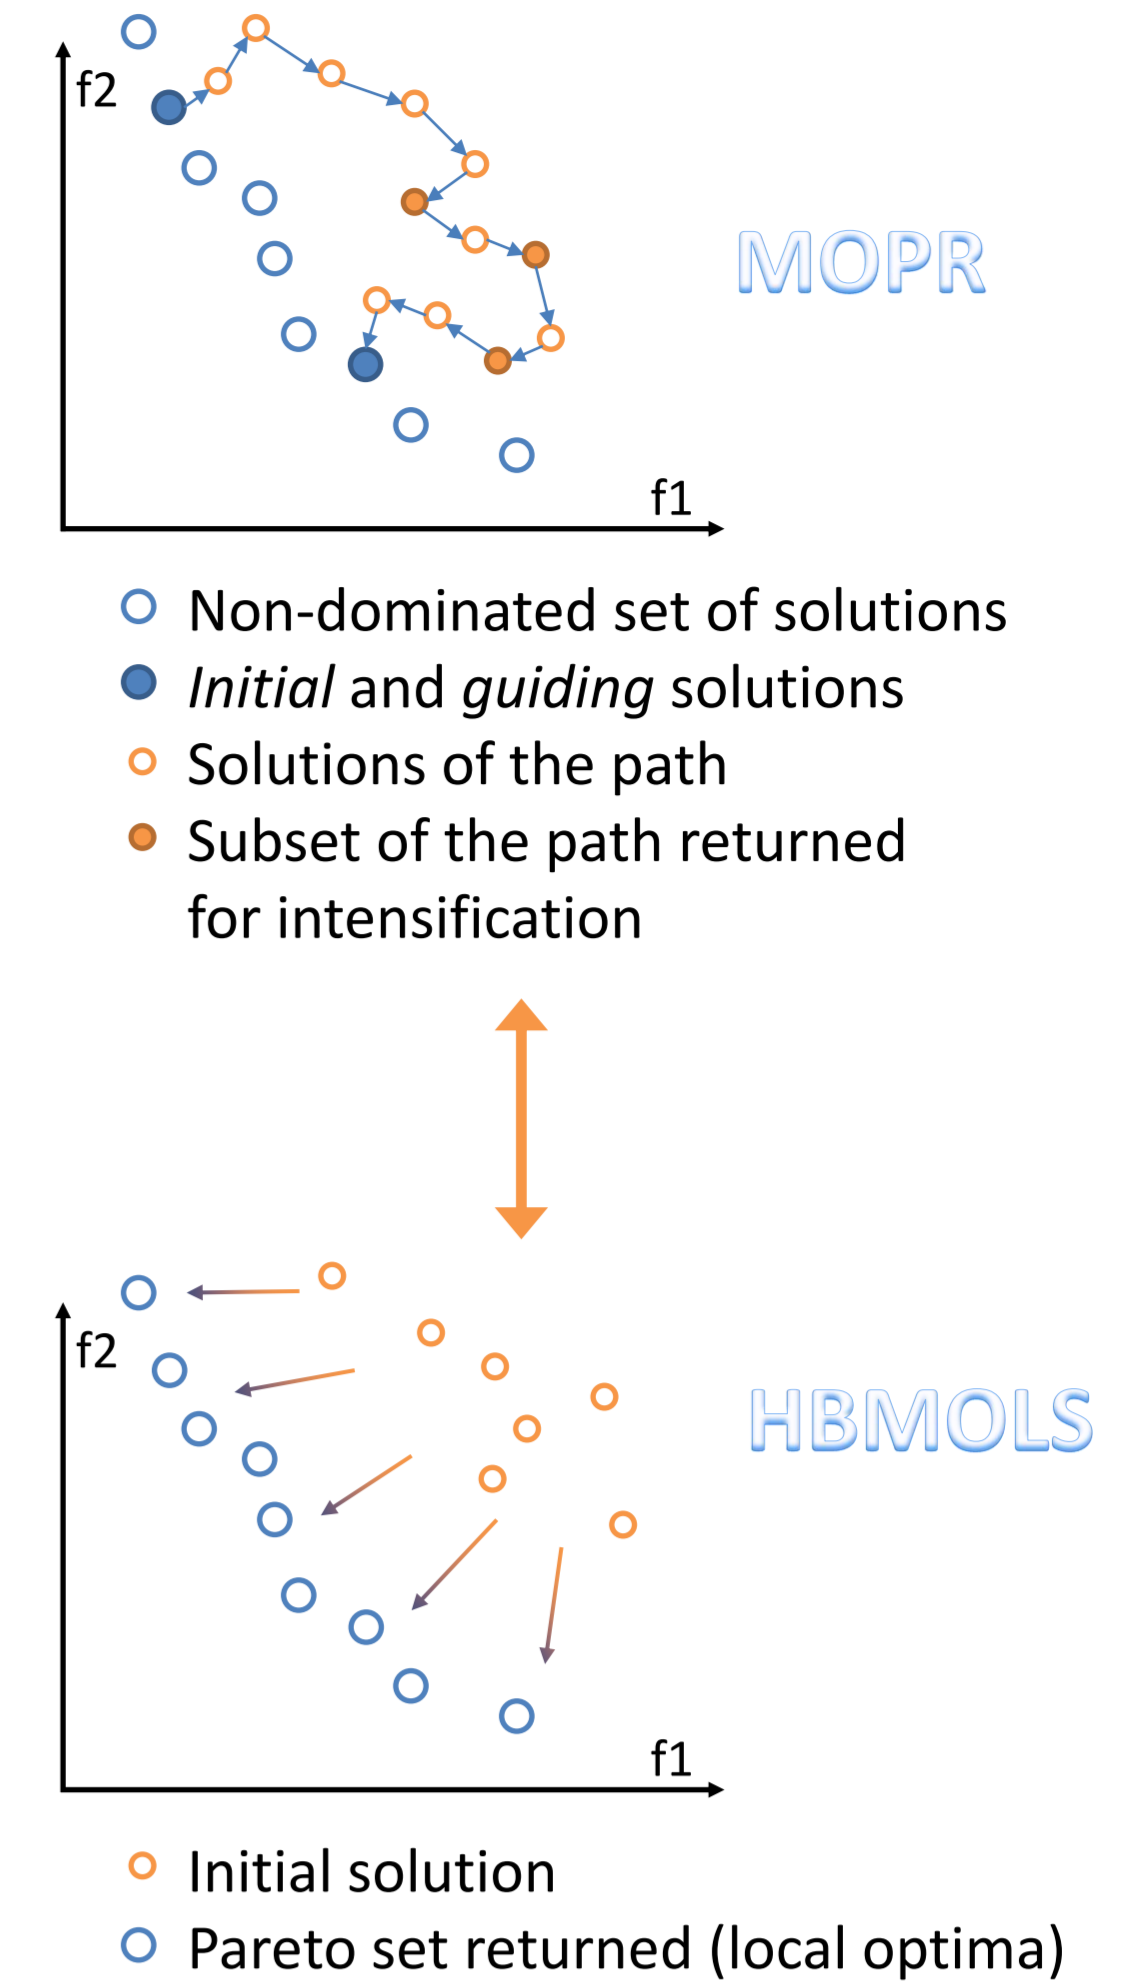 f2
MOPR
f1
Non-dominated set of solutions
Initial and guiding solutions
Solutions of the path
Subset of the path returned
for intensification
f2
HBMOLS
f1
Initial solution
Pareto set returned (local optima)